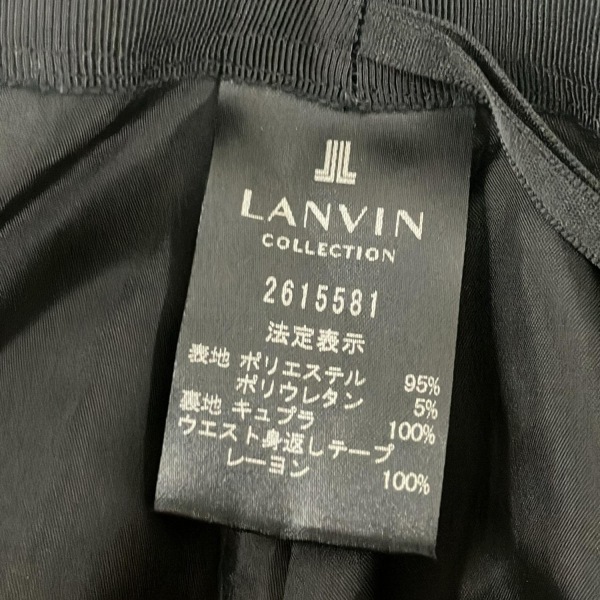 JL
LANVIN
COLLECTION
2615581
法定表示
表地 ポリエステル 95%
ポリウレタン 5%
裏地 キュプラ 100%
ウエスト身返しテープ
レーヨン 100%